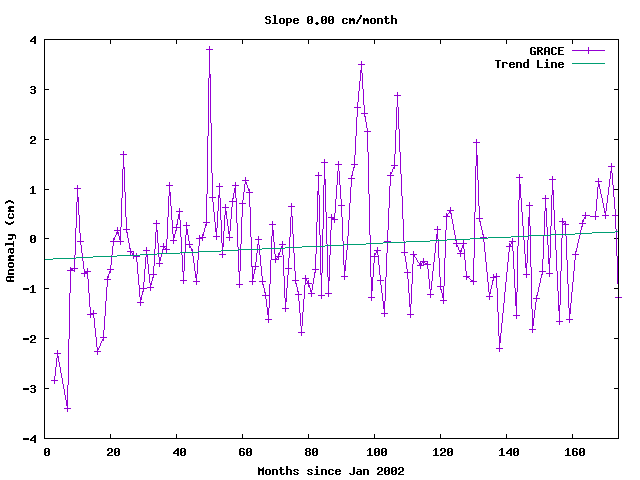 Slope 0.00 cm/month
GRACE
Trend Line
4
3
2
1
0
-1
-2
-3
-4
Anomaly (cm)
0 20 40 60 80 100 120 140 160
Months since Jan 2002